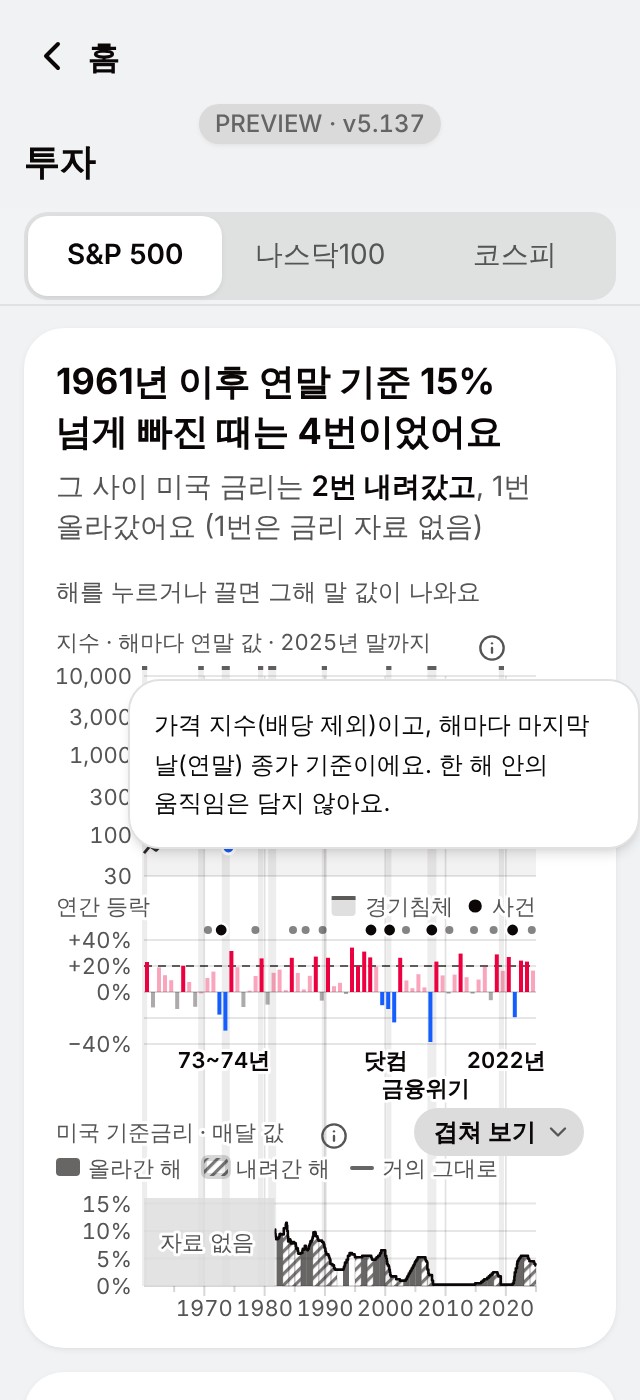 홈
PREVIEW · v5.137
투자
S&P 500
나스닥100
코스피
1961년 이후 연말 기준 15%
넘게 빠진 때는 4번이었어요
그 사이 미국 금리는 2번 내려갔고, 1번
올라갔어요 (1번은 금리 자료 없음)
해를 누르거나 끌면 그해 말 값이 나와요
지수 · 해마다 연말 값 · 2025년 말까지
10,000
3,000
1,000
300
100
30
가격 지수(배당 제외)이고, 해마다 마지막
날(연말) 종가 기준이에요. 한 해 안의
움직임은 담지 않아요.
연간 등락
경기침체
사건
+40%
+20%
0%
−40%
73~74년
닷컴
2022년
금융위기
미국 기준금리 · 매달 값
겹쳐 보기
올라간 해
내려간 해
거의 그대로
15%
10%
5%
0%
자료 없음
1970 1980 1990 2000 2010 2020